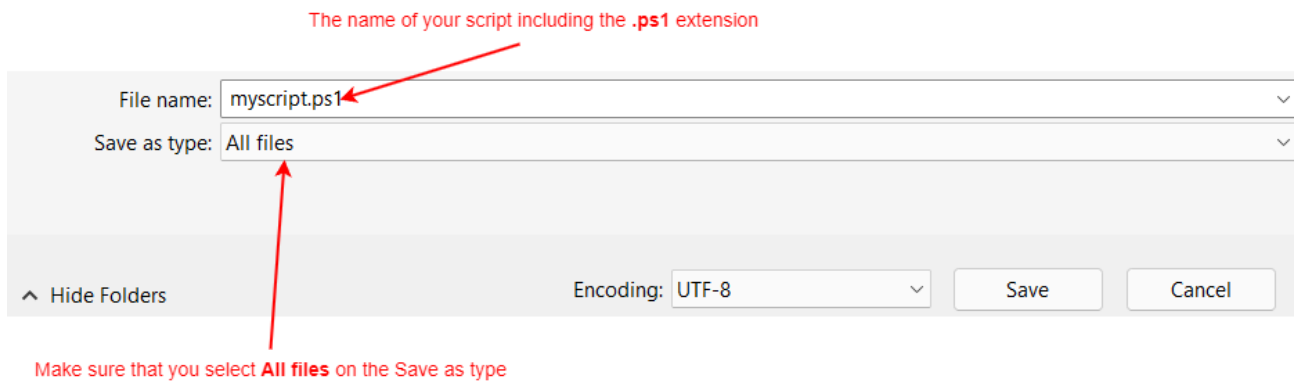 The name of your script including the .ps1 extension
File name: myscript.ps1
Save as type: All files
Hide Folders Encoding: UTF-8 Save Cancel
Make sure that you select All files on the Save as type